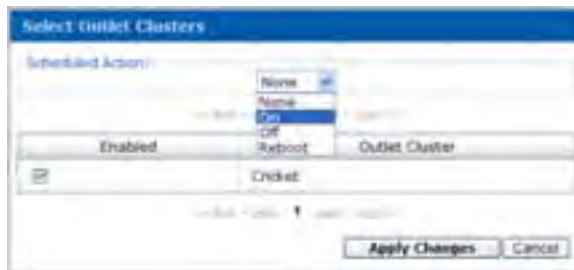 Select Outlet Clusters
Scheduled Action:
None
None
On
Off
Reboot
Enabled
Outlet Cluster
Cricket
1
Apply Changes
Cancel